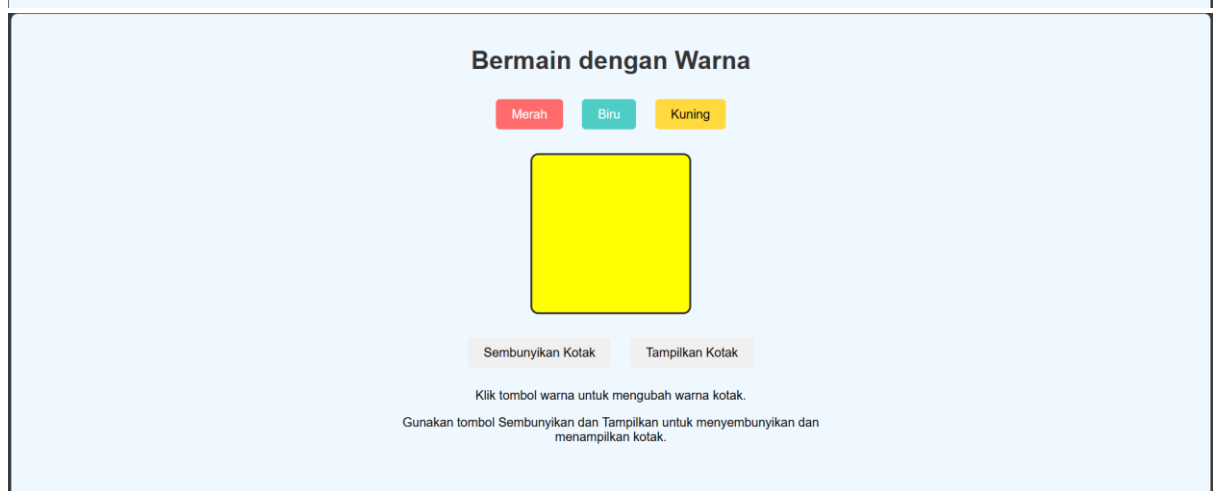 Bermain dengan Warna
Merah
Biru
Kuning
Sembunyikan Kotak
Tampilkan Kotak
Klik tombol warna untuk mengubah warna kotak.
Gunakan tombol Sembunyikan dan Tampilkan untuk menyembunyikan dan
menampilkan kotak.